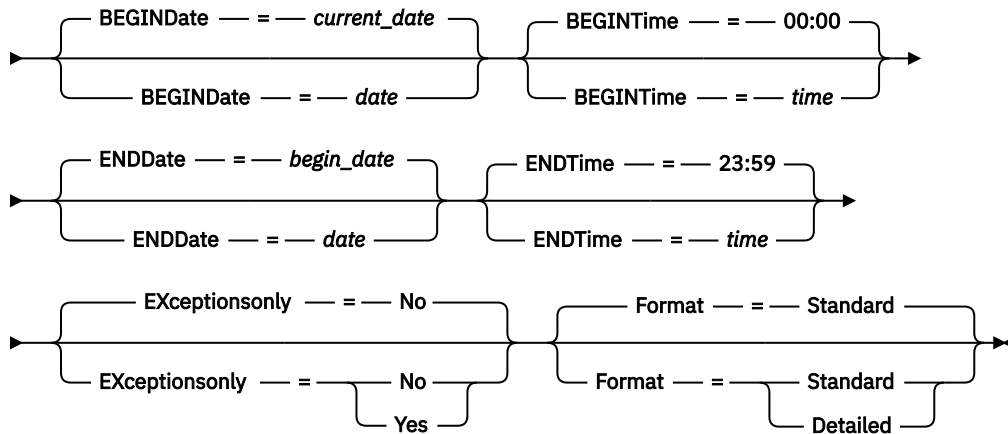 BEGINDate = current_date BEGINTime = 00:00
BEGINDate = date BEGINTime = time
ENDDate = begin_date ENDTime = 23:59
ENDDate = date ENDTime = time
EXceptionsonly = No Format = Standard
EXceptionsonly = No Format = Standard
Yes Detailed